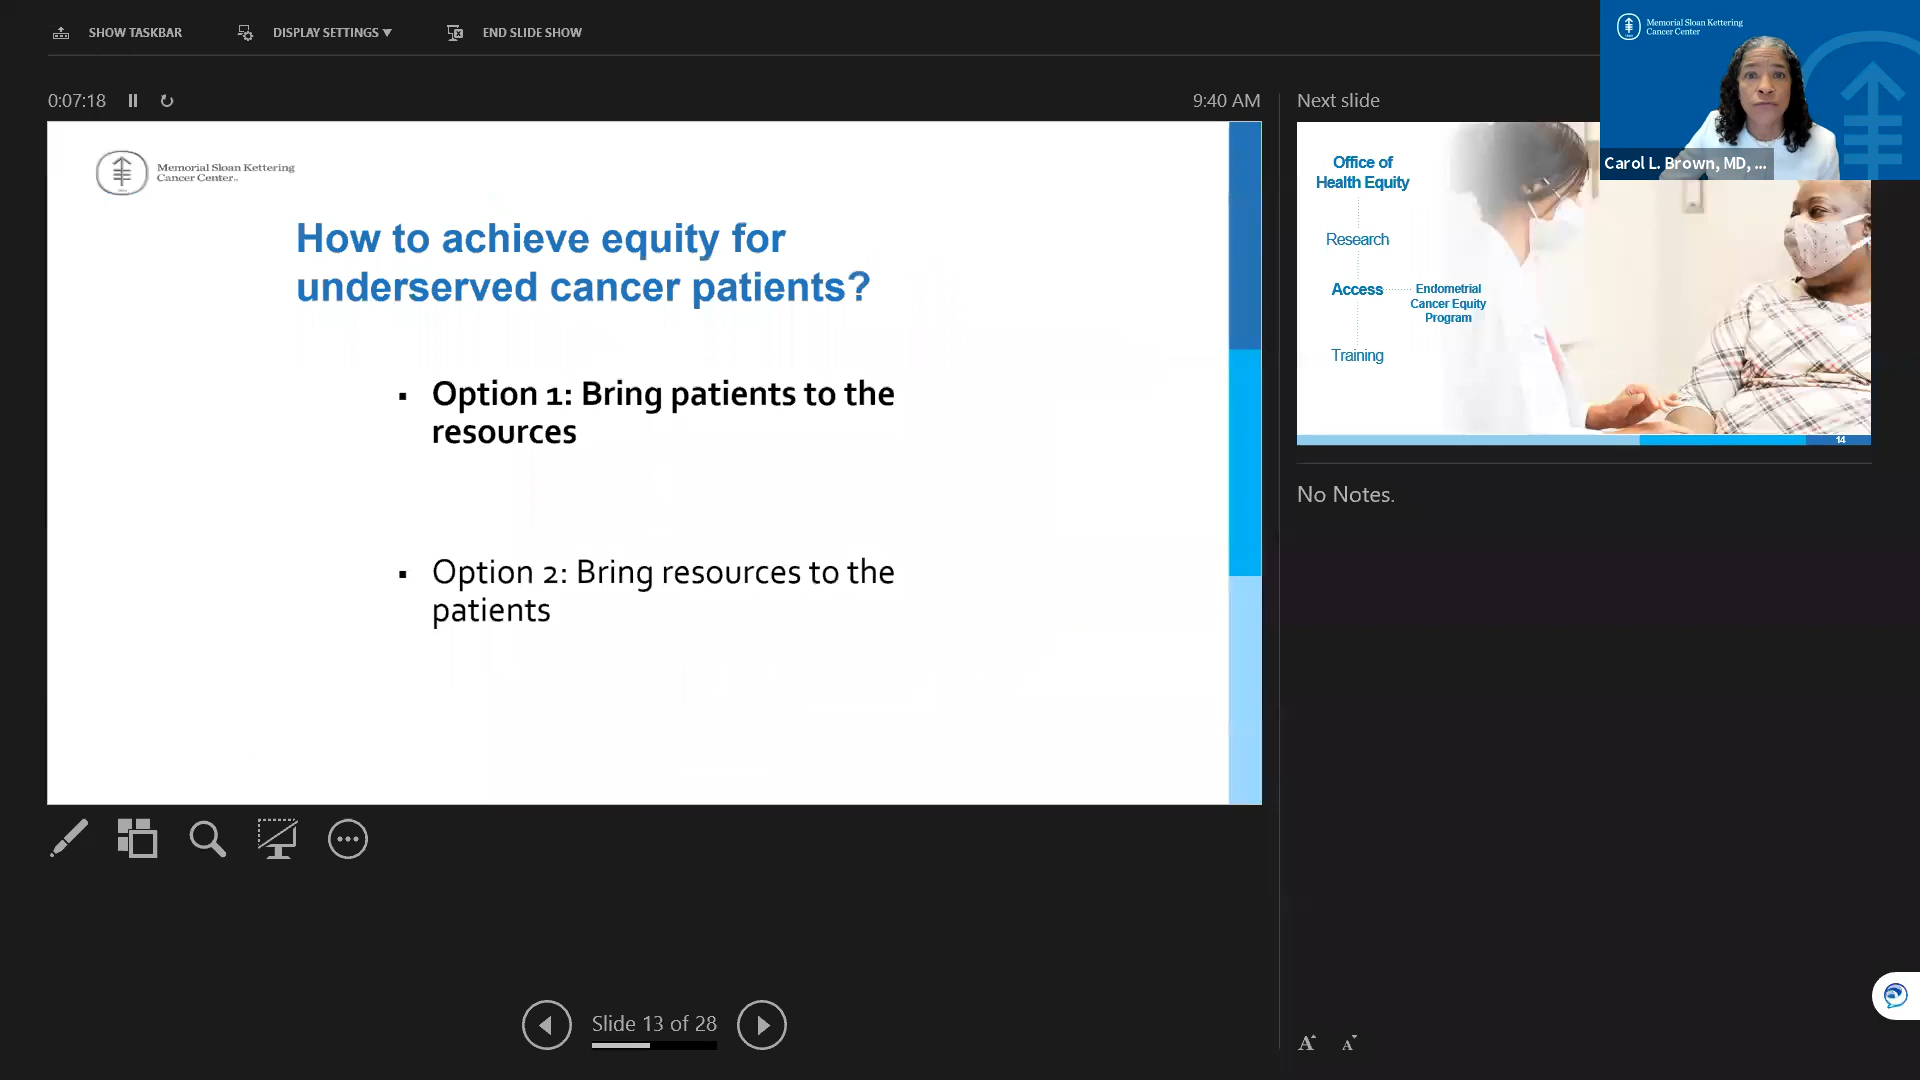 SHOW TASKBAR
DISPLAY SETTINGS ▼
END SLIDE SHOW
0:07:18
9:40 AM
Memorial Sloan Kettering
Cancer Center..
How to achieve equity for
underserved cancer patients?
▪ Option 1: Bring patients to the
resources
▪ Option 2: Bring resources to the
patients
Slide 13 of 28
Next slide
Office of
Health Equity
Research
Access
Endometrial
Cancer Equity
Program
Training
14
No Notes.
A
A
Memorial Sloan Kettering
Cancer Center
Carol L. Brown, MD, ...